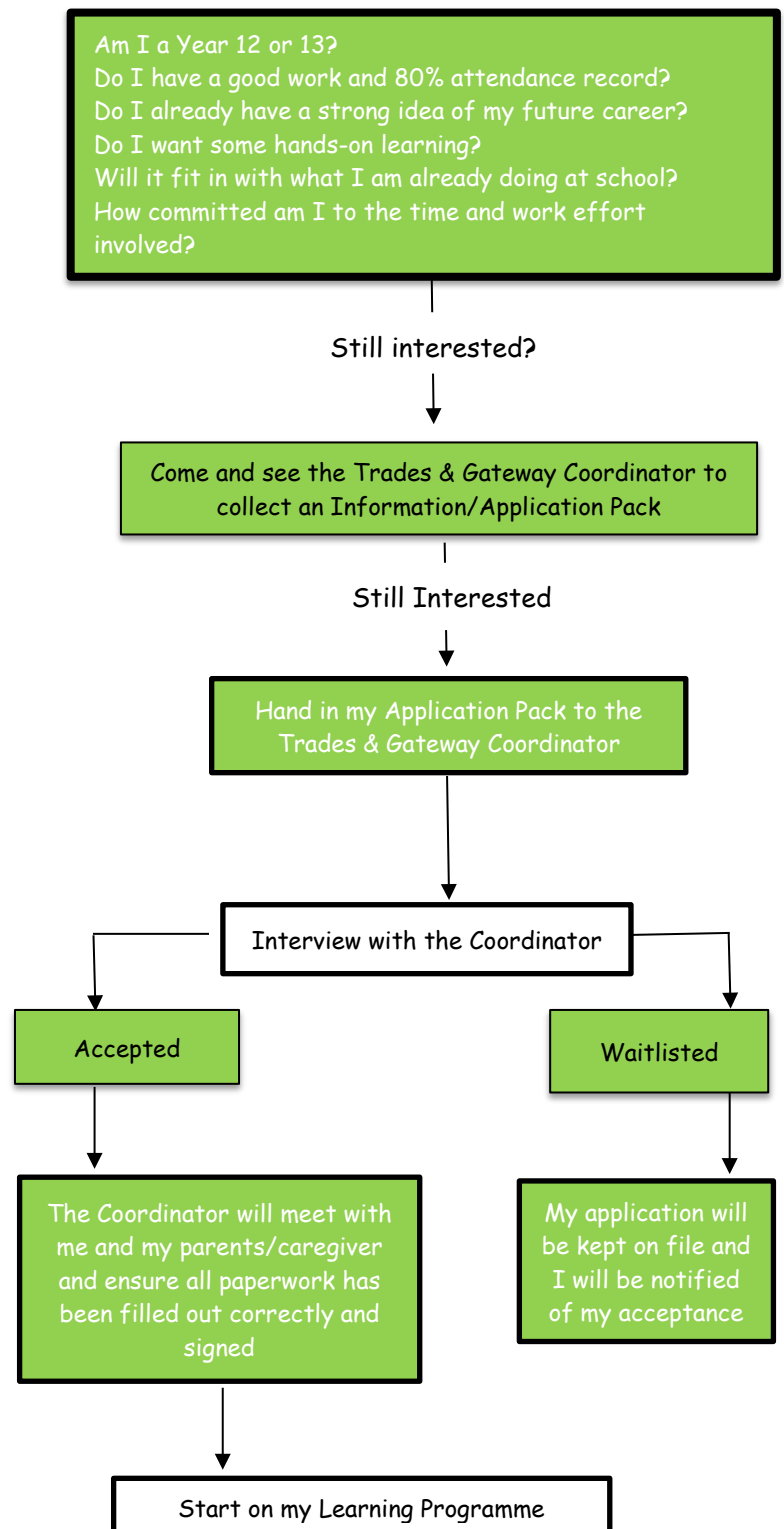 Am I a Year 12 or 13?
Do I have a good work and 80% attendance record?
Do I already have a strong idea of my future career?
Do I want some hands-on learning?
Will it fit in with what I am already doing at school?
How committed am I to the time and work effort
involved?
Still interested?
Come and see the Trades & Gateway Coordinator to
collect an Information/Application Pack
Still Interested
Hand in my Application Pack to the
Trades & Gateway Coordinator
Interview with the Coordinator
Accepted
Waitlisted
The Coordinator will meet with
me and my parents/caregiver
and ensure all paperwork has
been filled out correctly and
signed
My application will
be kept on file and
I will be notified
of my acceptance
Start on my Learning Programme